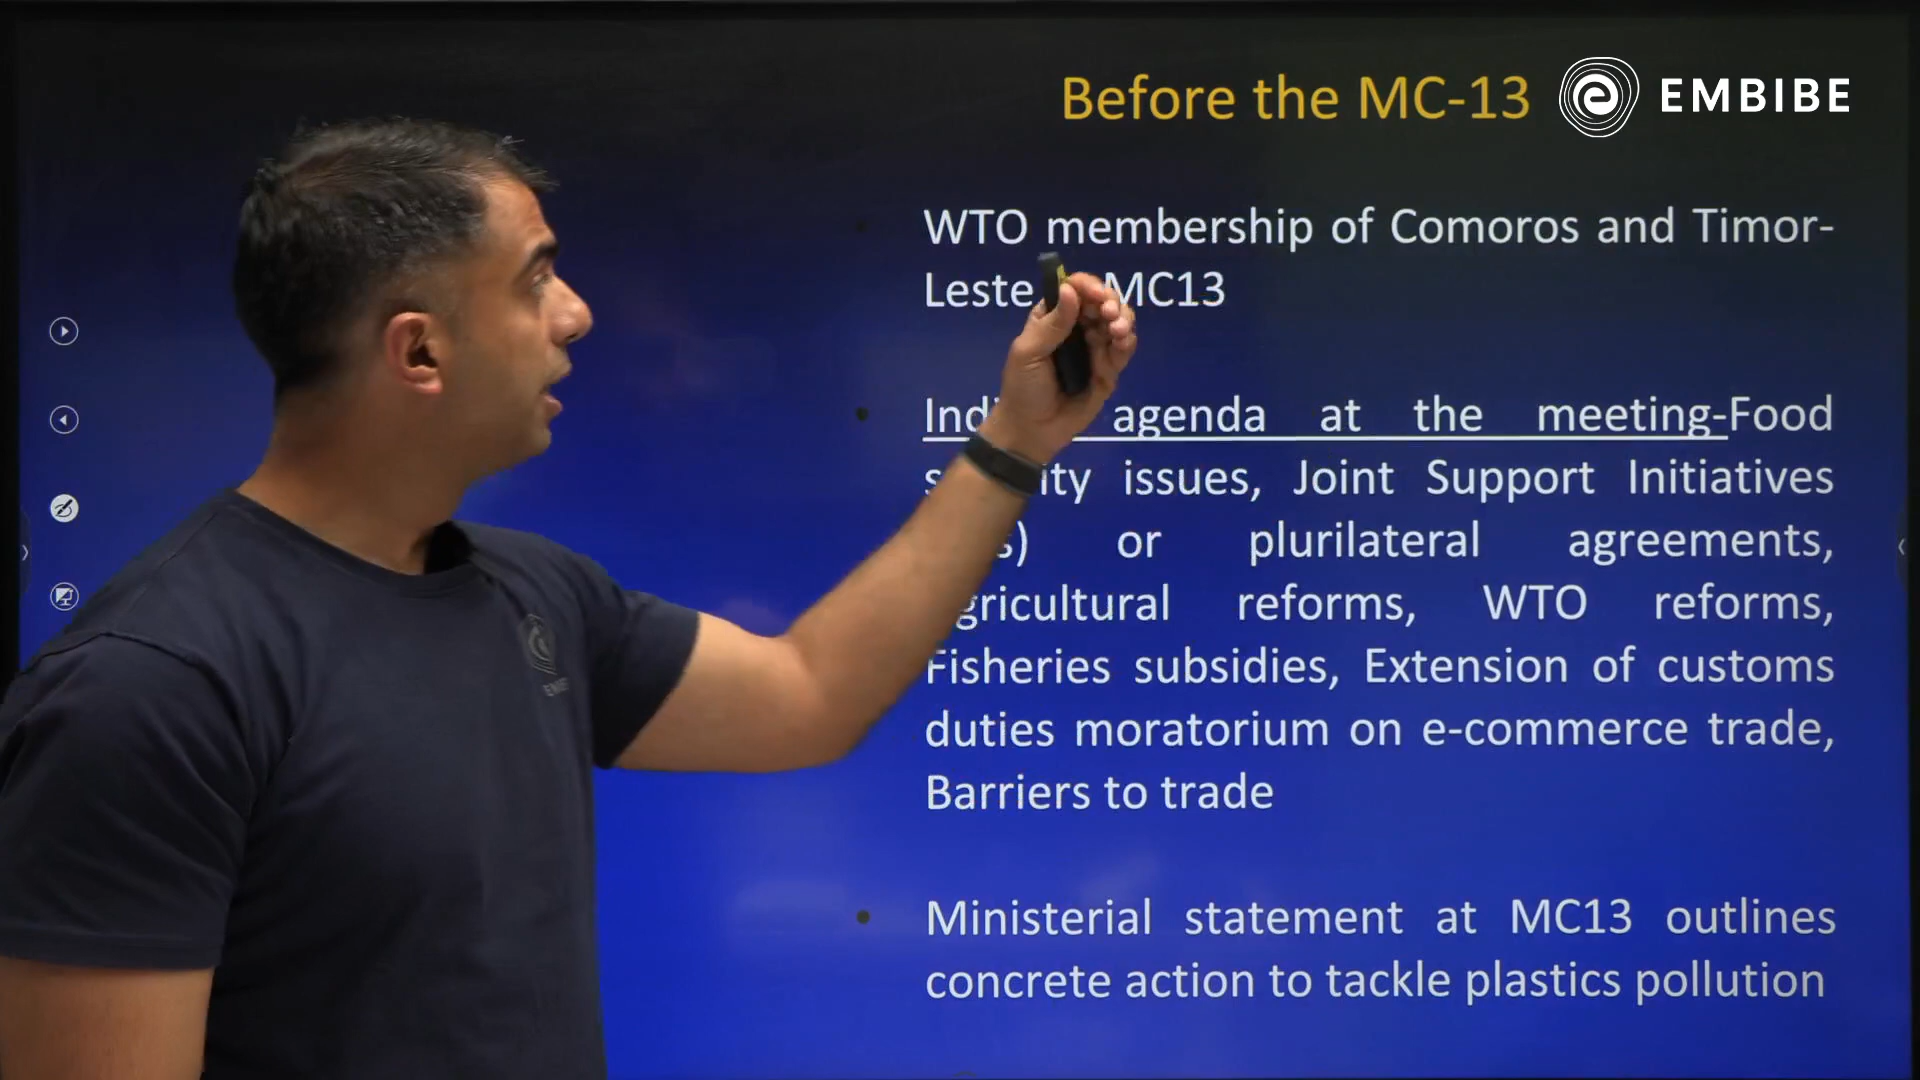 Before the MC-13
EMBIBE
WTO membership of Comoros and Timor-
Leste MC13
agenda at the meeting-Food
issues, Joint Support Initiatives
or plurilateral agreements,
reforms, WTO reforms,
Fisheries subsidies, Extension of customs
duties moratorium on e-commerce trade,
Barriers to trade
Ministerial statement at MC13 outlines
concrete action to tackle plastics pollution